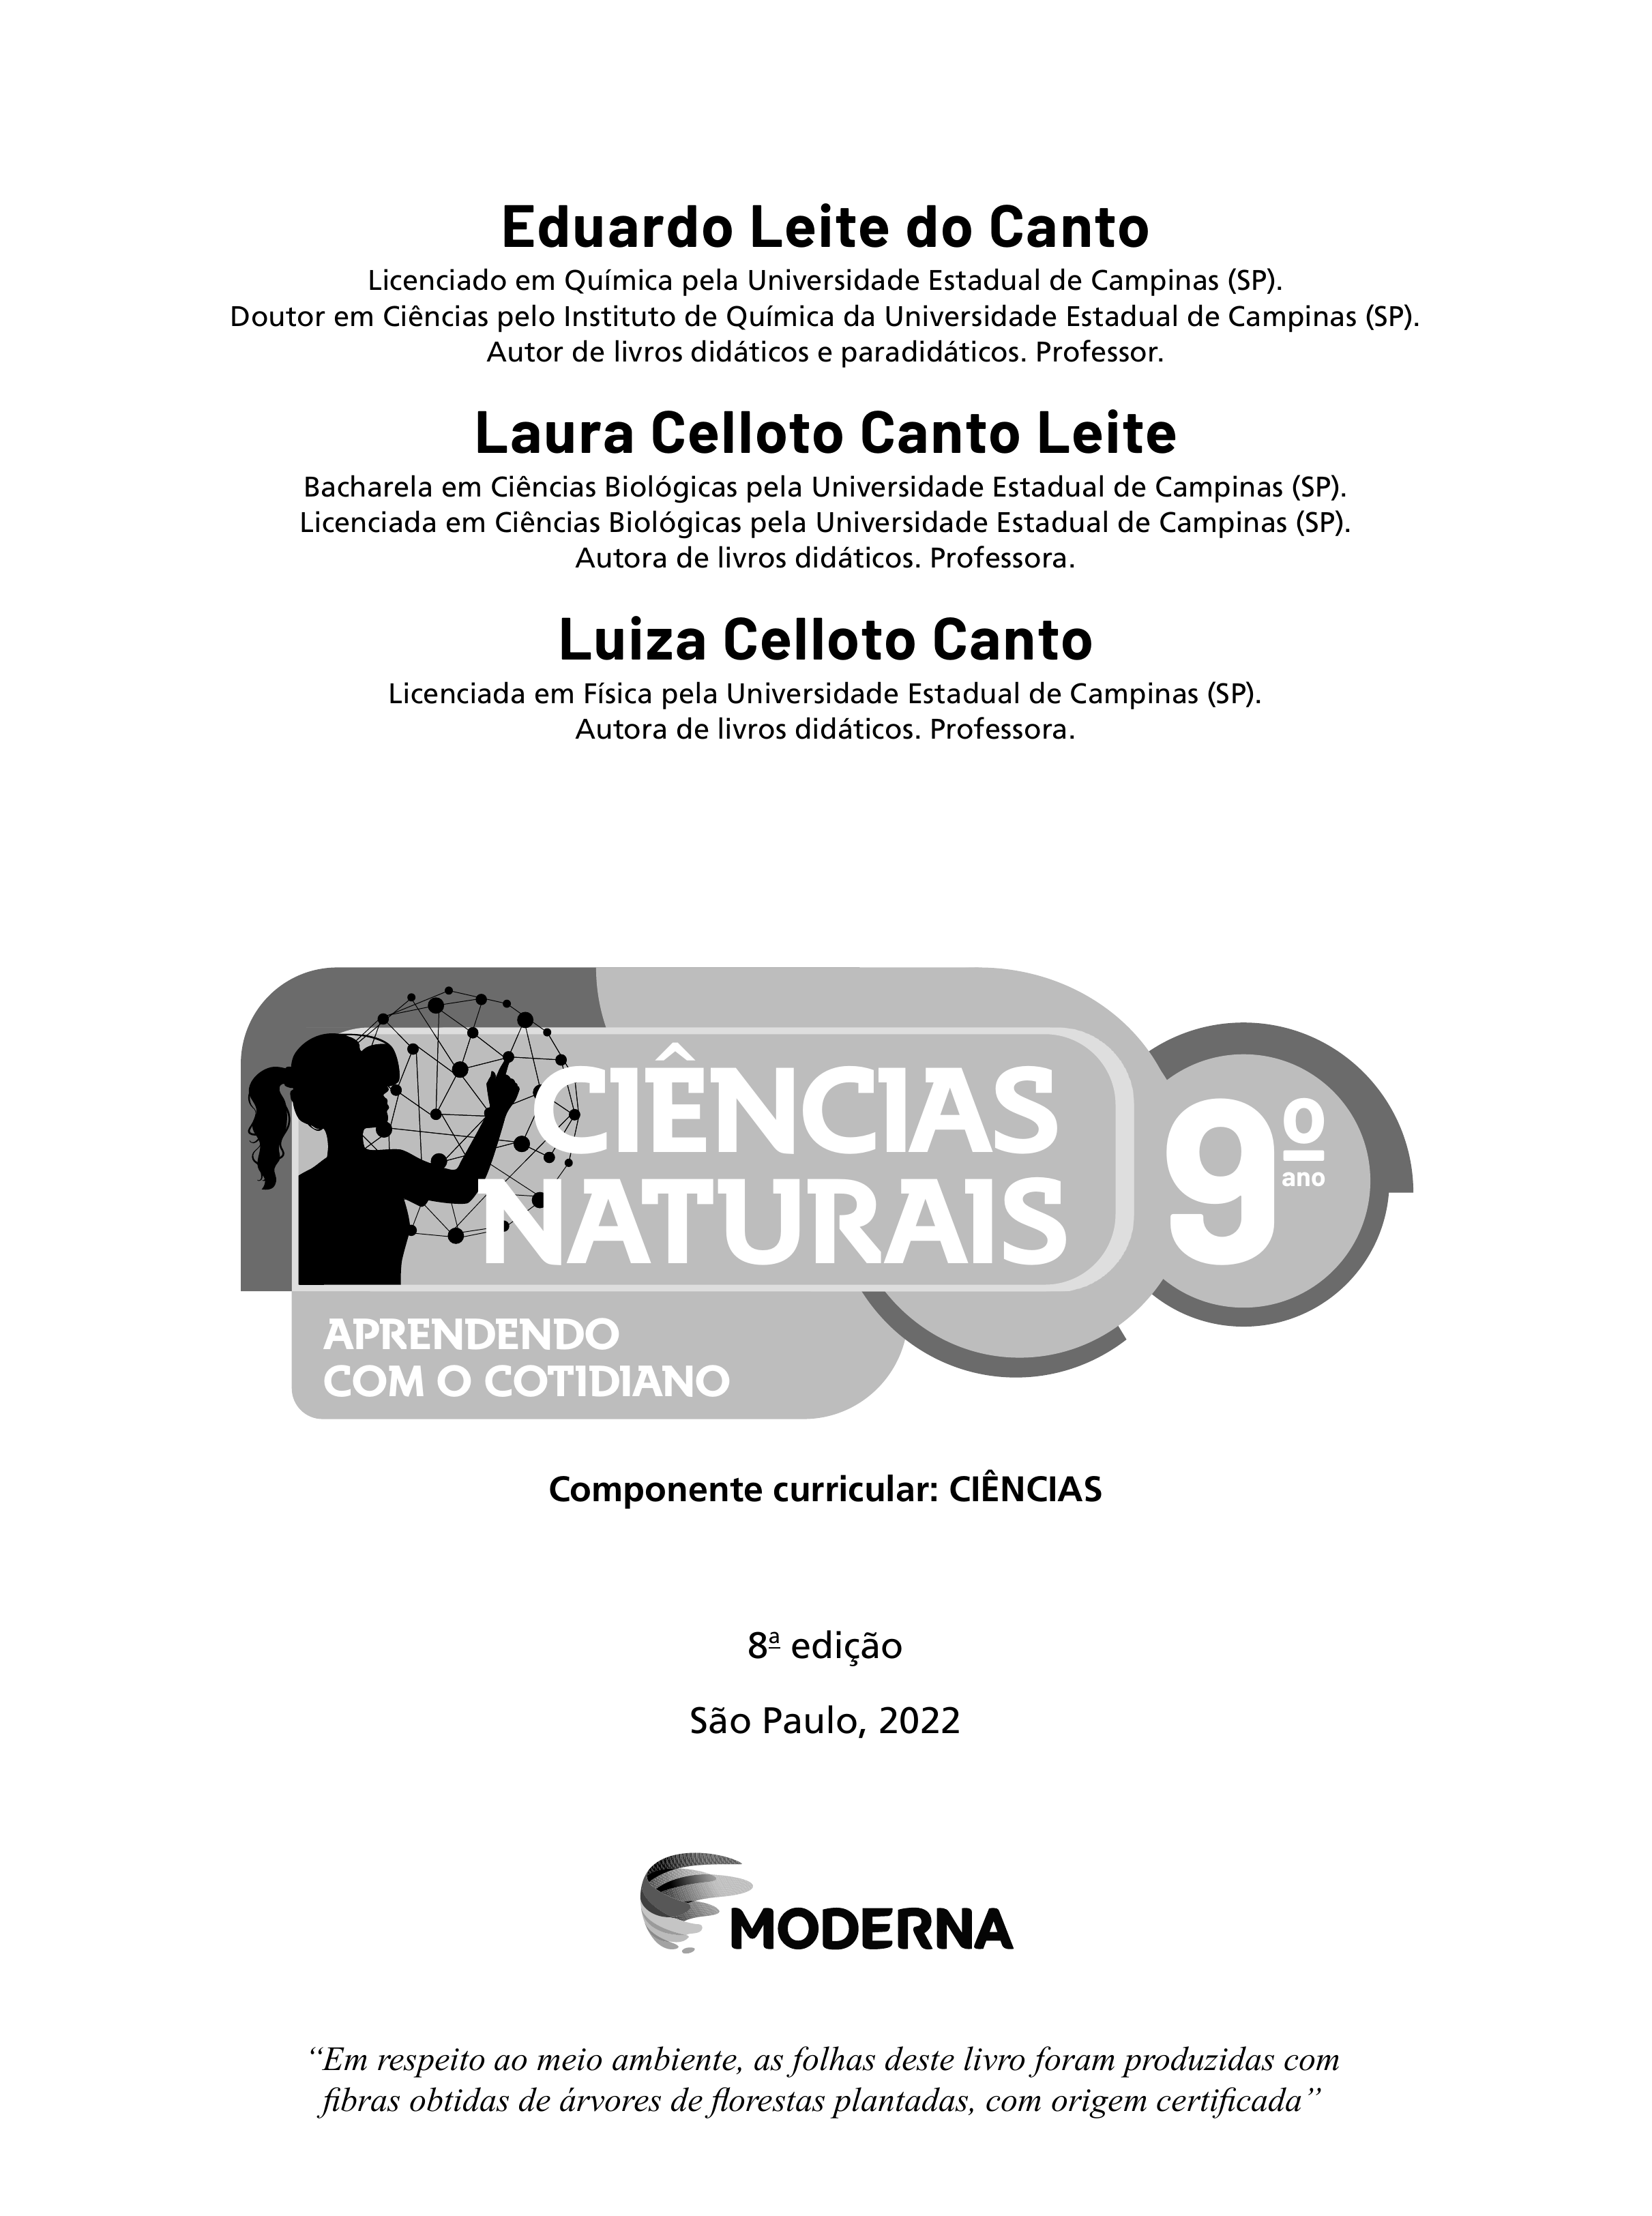 Eduardo Leite do Canto
Licenciado em Química pela Universidade Estadual de Campinas (SP).
Doutor em Ciências pelo Instituto de Química da Universidade Estadual de Campinas (SP).
Autor de livros didáticos e paradidáticos. Professor.
Laura Celloto Canto Leite
Bacharela em Ciências Biológicas pela Universidade Estadual de Campinas (SP).
Licenciada em Ciências Biológicas pela Universidade Estadual de Campinas (SP).
Autora de livros didáticos. Professora.
Luiza Celloto Canto
Licenciada em Física pela Universidade Estadual de Campinas (SP).
Autora de livros didáticos. Professora.
CIÊNCIAS
NATURAIS
9º
ano
APRENDENDO
COM O COTIDIANO
Componente curricular: CIÊNCIAS
8ª edição
São Paulo, 2022
MODERNA
“Em respeito ao meio ambiente, as folhas deste livro foram produzidas com
fibras obtidas de árvores de florestas plantadas, com origem certificada”